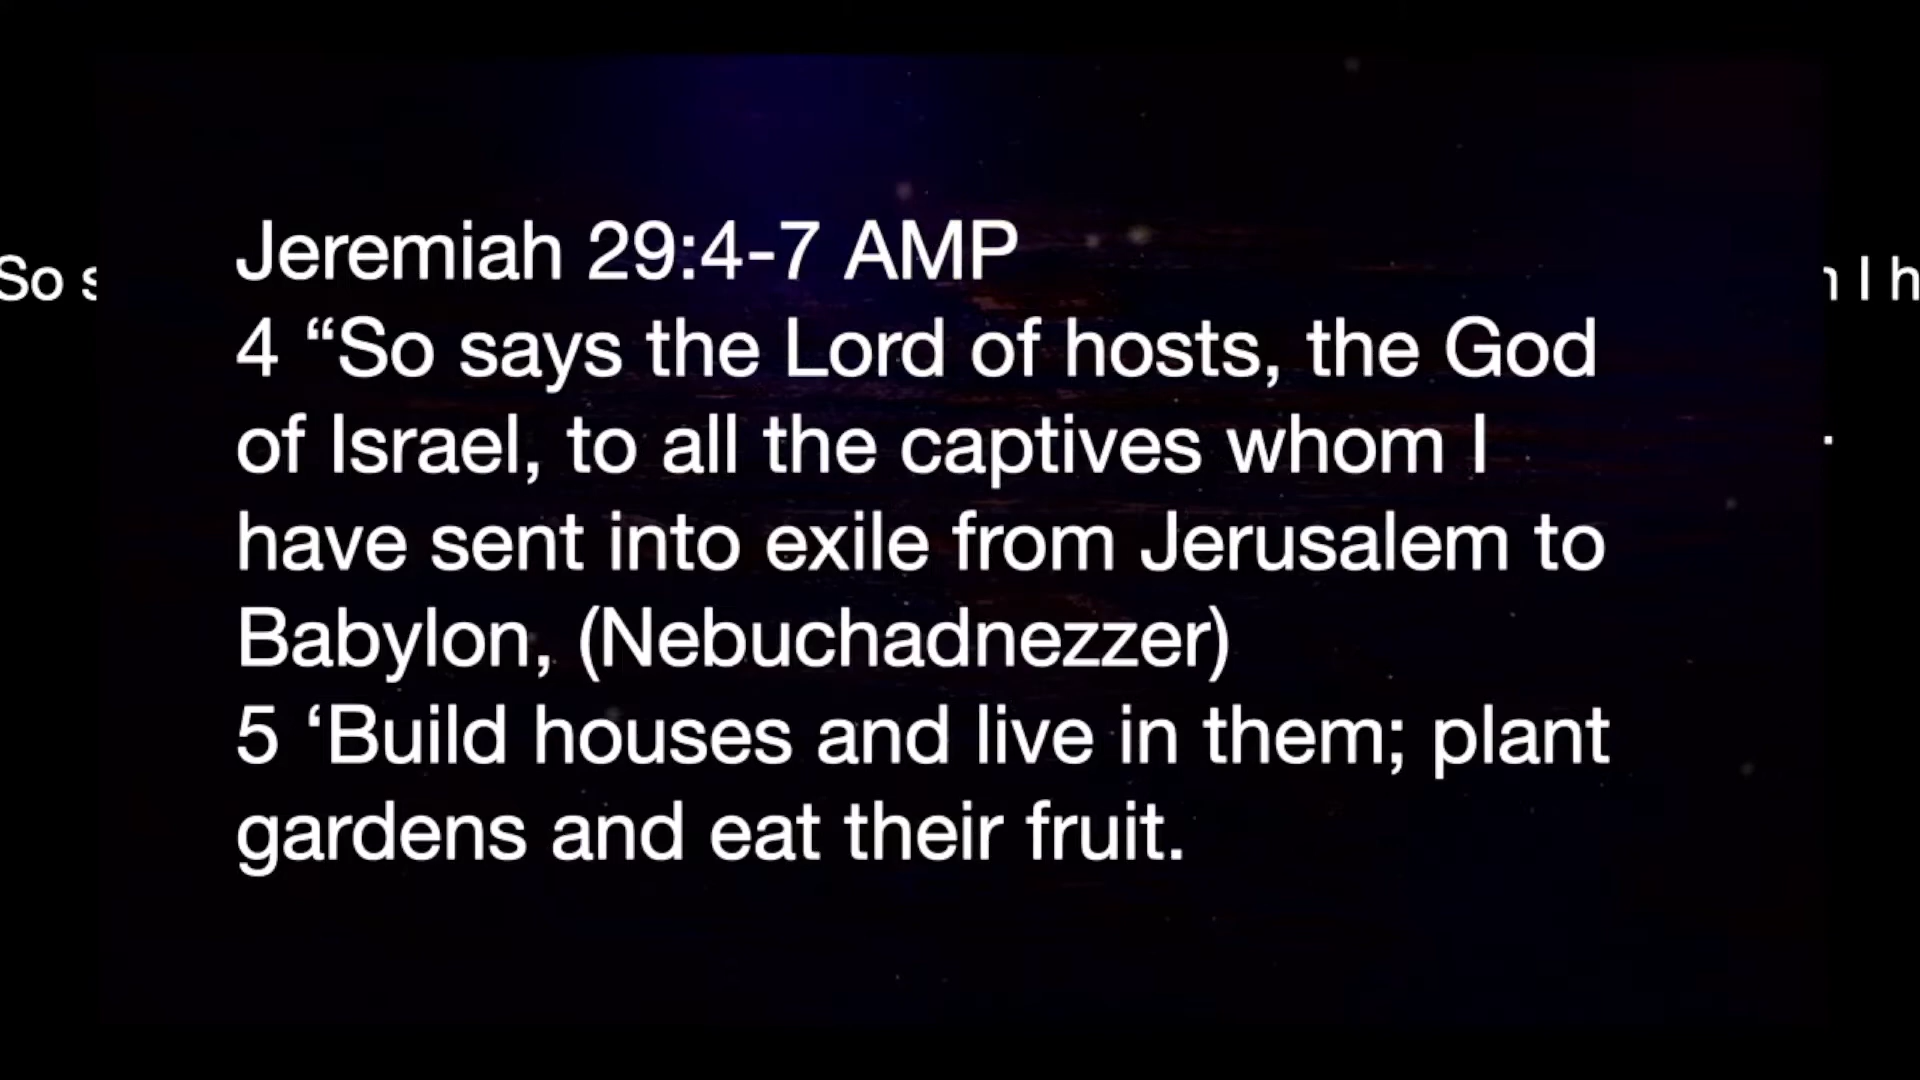 Jeremiah 29:4-7 AMP
4 “So says the Lord of hosts, the God
of Israel, to all the captives whom I
have sent into exile from Jerusalem to
Babylon, (Nebuchadnezzer)
5 ‘Build houses and live in them; plant
gardens and eat their fruit.
So
I